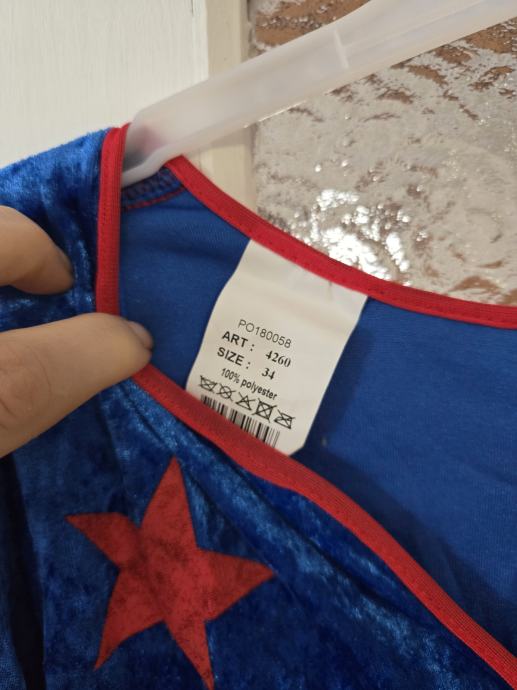 PO180058
ART : 4260
SIZE : 34
100% polyester